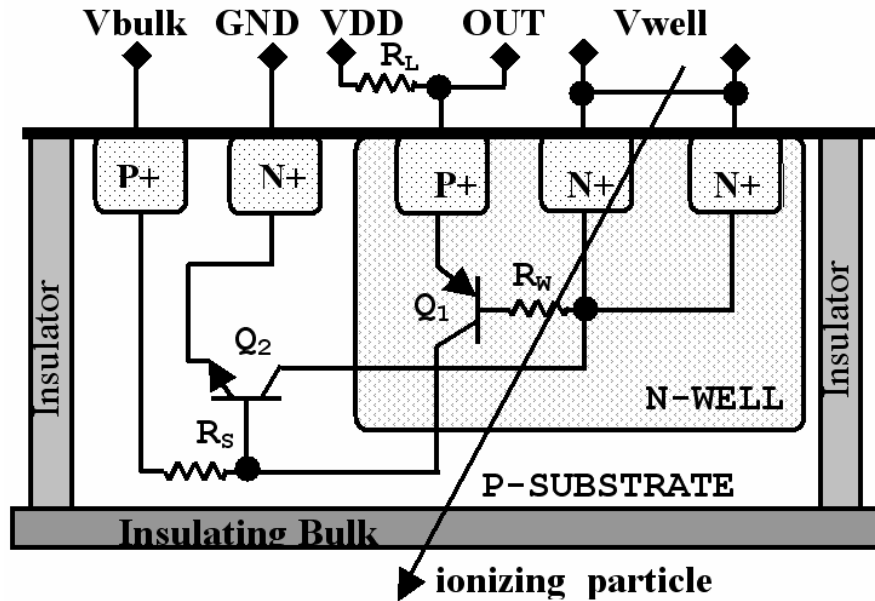 Vbulk GND VDD OUT Vwell
RL
P+ N+ P+ N+ N+
RW
Q1
Q2
Insulator
Insulator
N-WELL
RS
P-SUBSTRATE
Insulating Bulk
ionizing particle